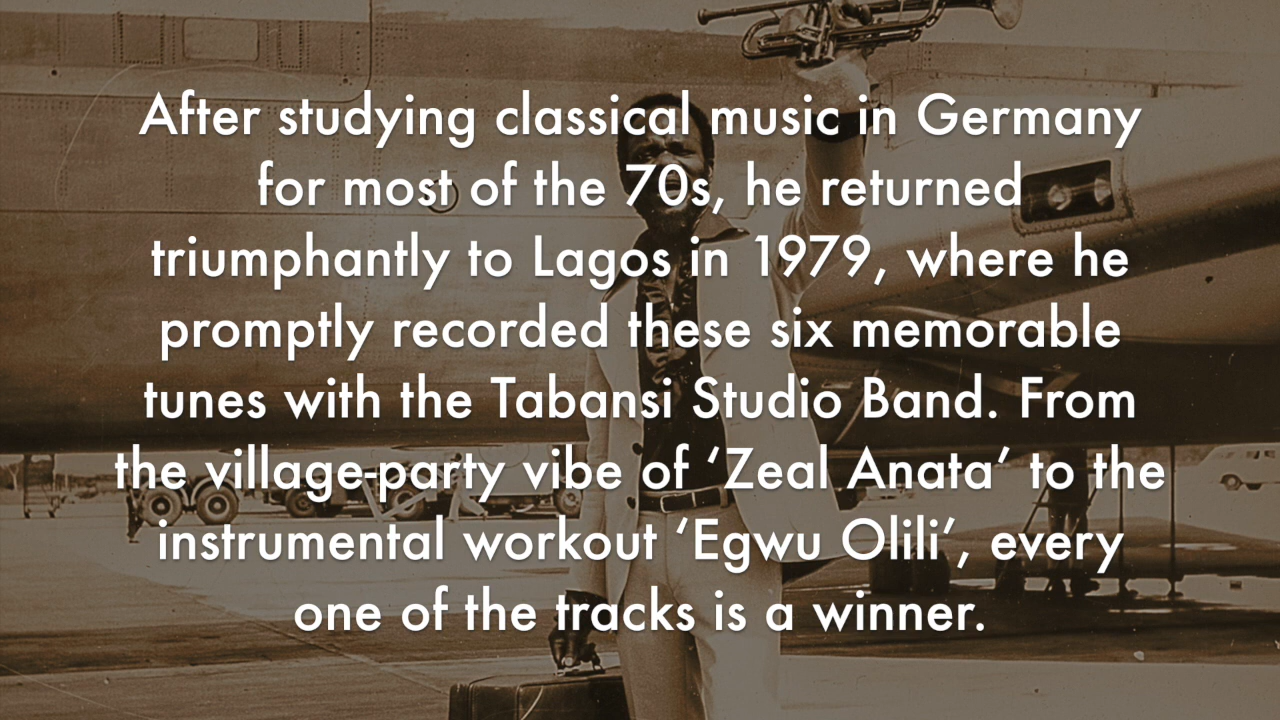 After studying classical music in Germany
for most of the 70s, he returned
triumphantly to Lagos in 1979, where he
promptly recorded these six memorable
tunes with the Tabansi Studio Band. From
the village-party vibe of ‘Zeal Anata’ to the
instrumental workout ‘Egwu Olili’, every
one of the tracks is a winner.